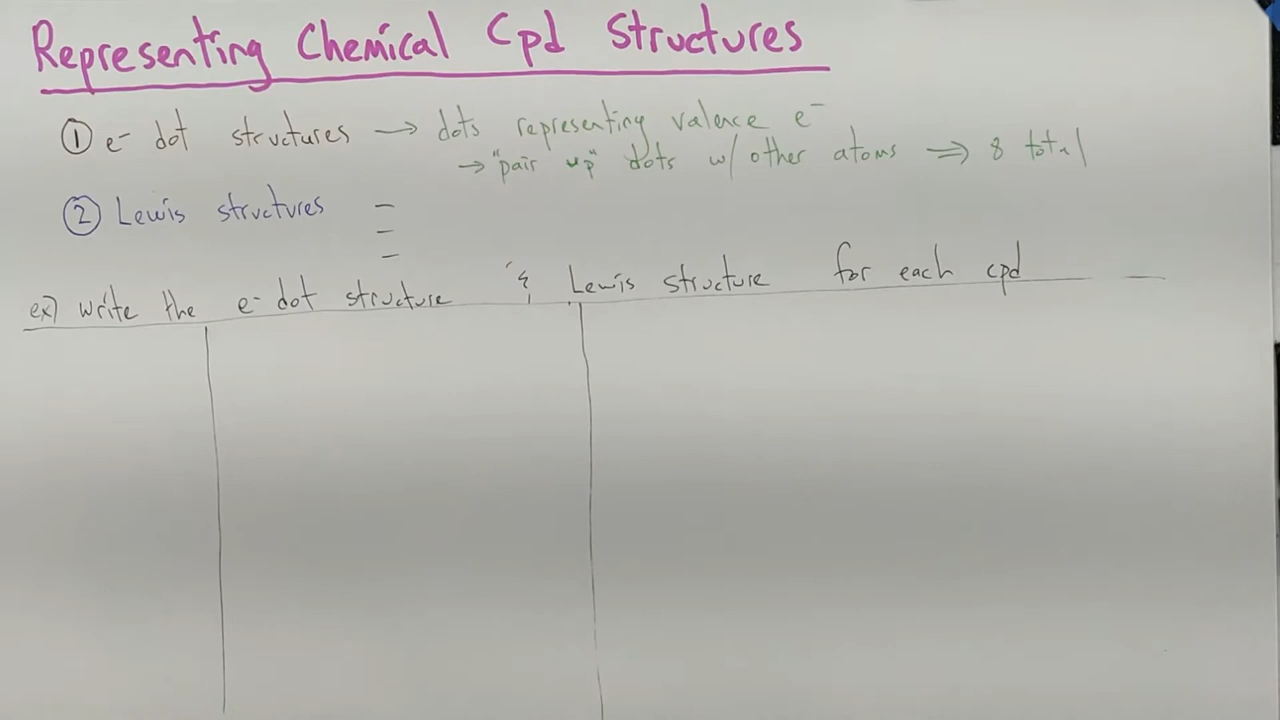 Representing Chemical Cpd Structures
① e⁻ dot structures → dots representing valence e⁻
→ "pair up" dots w/ other atoms ⇒ 8 total
② Lewis structures –
–
–
ex) write the e⁻ dot structure & Lewis structure for each cpd